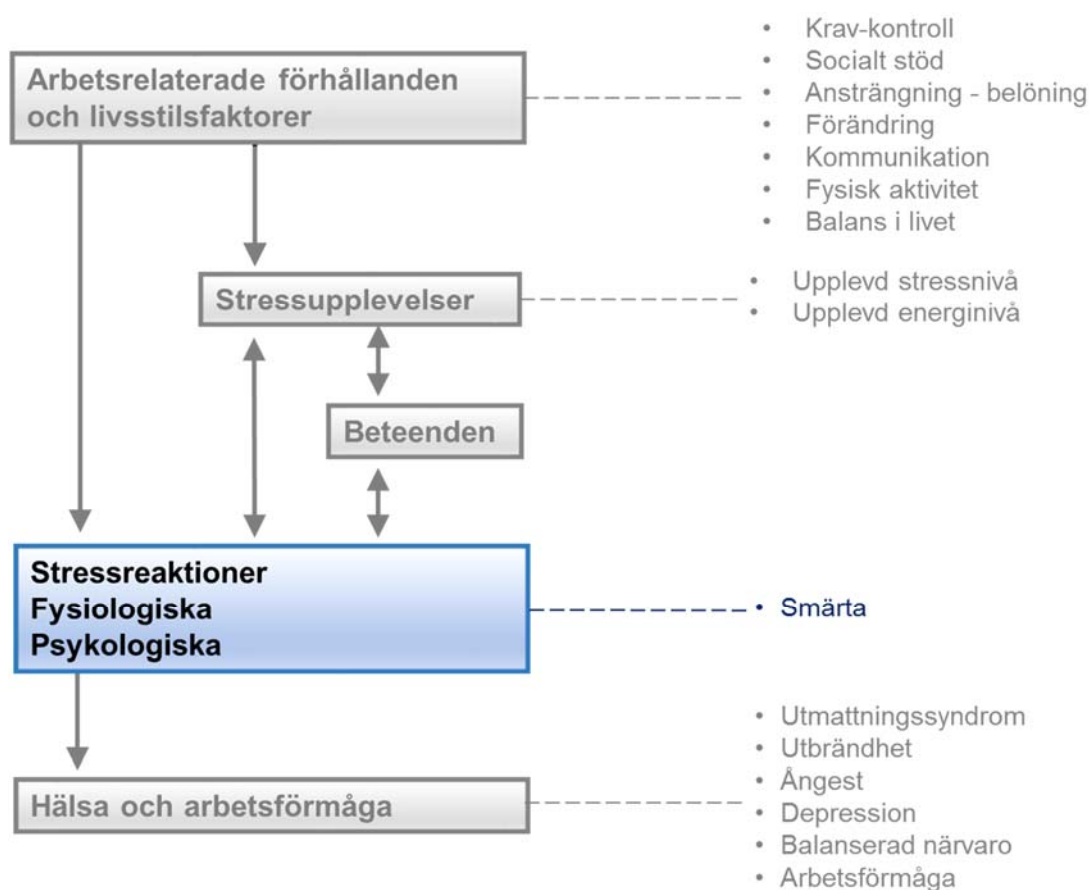 Arbetsrelaterade förhållanden
och livsstilsfaktorer
• Krav-kontroll
• Socialt stöd
• Ansträngning - belöning
• Förändring
• Kommunikation
• Fysisk aktivitet
• Balans i livet
Stressupplevelser
• Upplevd stressnivå
• Upplevd energinivå
Beteenden
Stressreaktioner
Fysiologiska
Psykologiska
• Smärta
Hälsa och arbetsförmåga
• Utmattningssyndrom
• Utbrändhet
• Ångest
• Depression
• Balanserad närvaro
• Arbetsförmåga